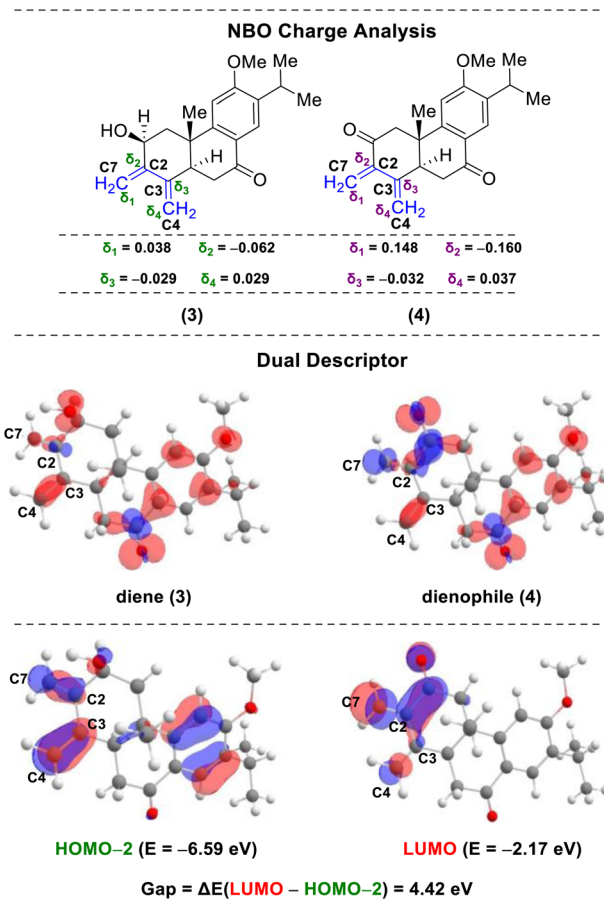 NBO Charge Analysis
OMe
Me
Me
Me
H
HO
H
C7
δ2
C2
H2C
δ1
C3
δ3
δ4
CH2
C4
O
OMe
Me
Me
Me
O
H
C7
δ2
C2
H2C
δ1
C3
δ3
δ4
CH2
C4
O
δ1 = 0.038 δ2 = −0.062 δ1 = 0.148 δ2 = −0.160
δ3 = −0.029 δ4 = 0.029 δ3 = −0.032 δ4 = 0.037
(3) (4)
Dual Descriptor
C7
C2
C3
C4
C7
C2
C3
C4
diene (3) dienophile (4)
C7
C2
C3
C4
C7
C2
C3
C4
HOMO−2 (E = −6.59 eV) LUMO (E = −2.17 eV)
Gap = ΔE(LUMO − HOMO−2) = 4.42 eV